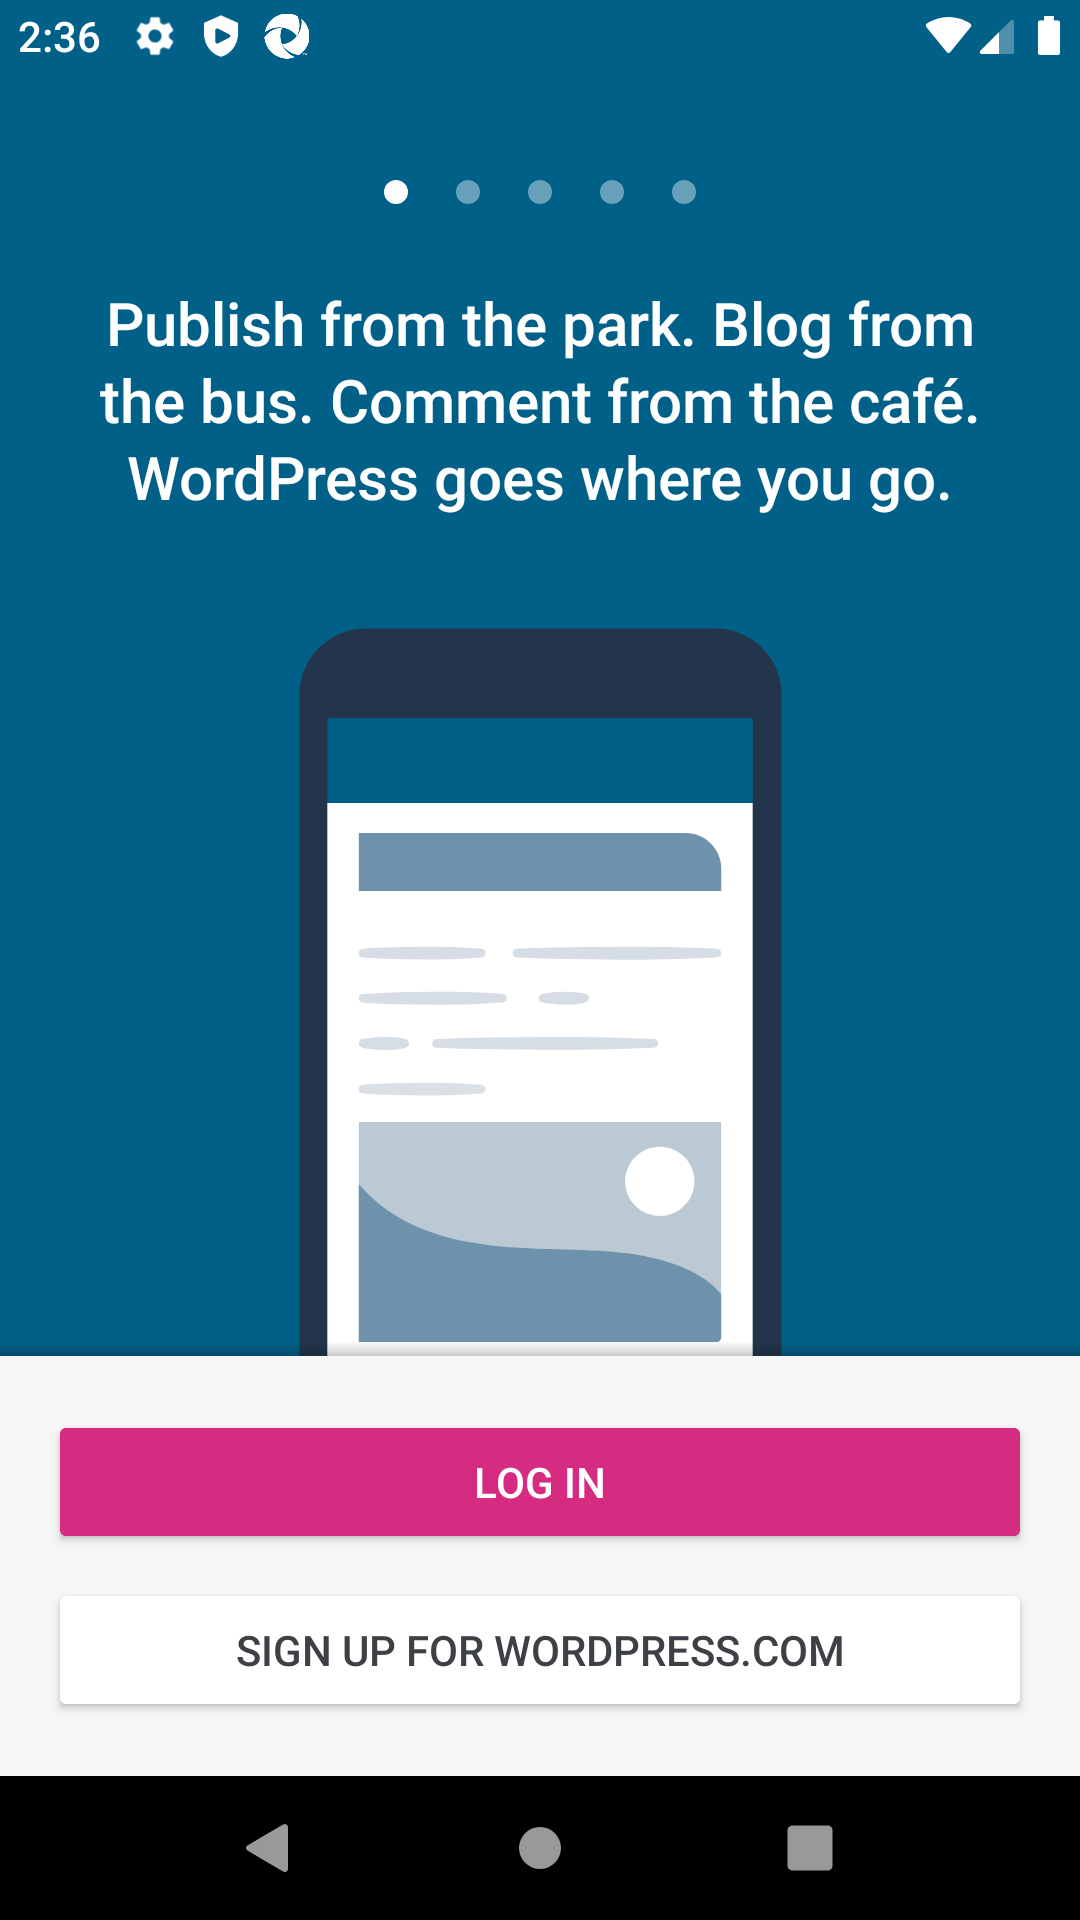 2:36
Publish from the park. Blog from
the bus. Comment from the café.
WordPress goes where you go.
LOG IN
SIGN UP FOR WORDPRESS.COM